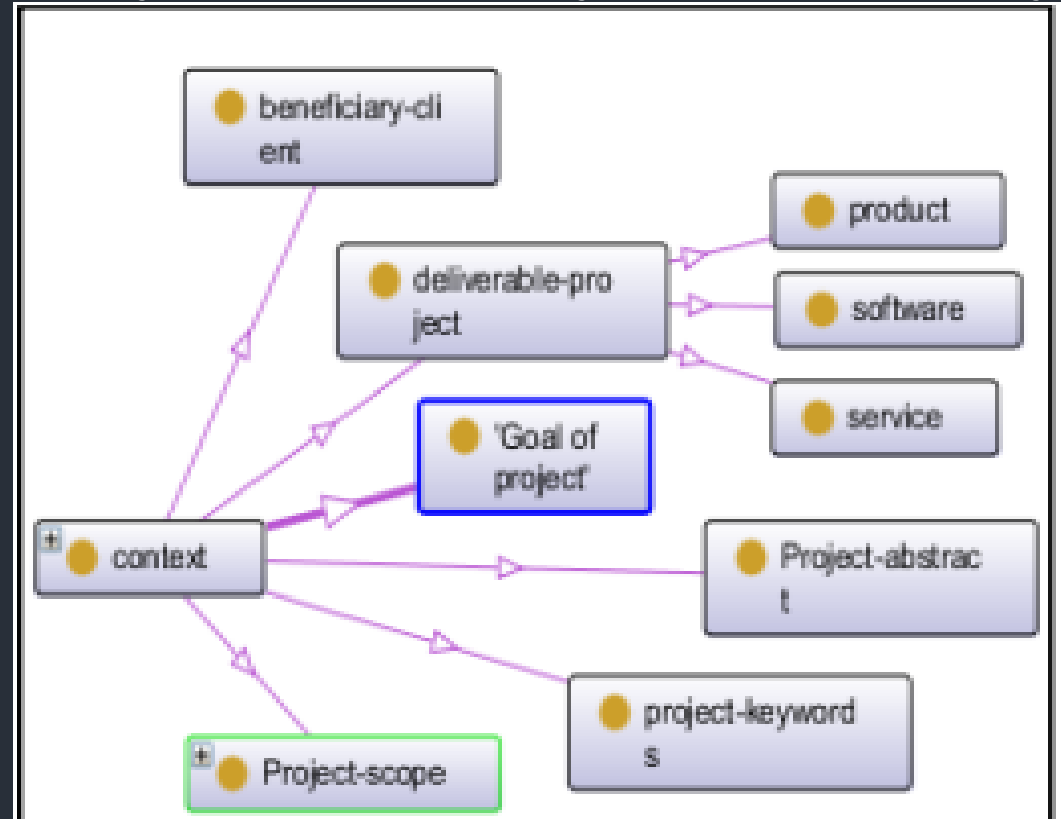 beneficiary-cli
ent
product
deliverable-pro
ject
software
'Goal of
project'
service
context
Project-abstrac
t
project-keyword
s
Project-scope